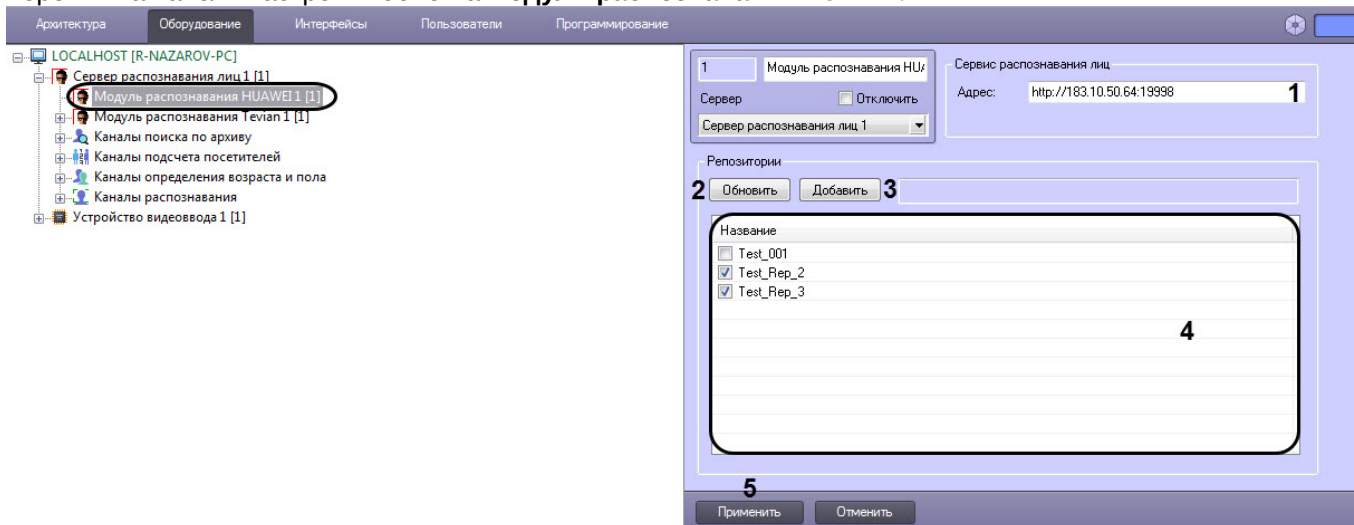 Архитектура
Оборудование
Интерфейсы
Пользователи
Программирование
LOCALHOST [R-NAZAROV-PC]
Сервер распознавания лиц 1 [1]
Модуль распознавания HUAWEI 1 [1]
Модуль распознавания Tevian 1 [1]
Каналы поиска по архиву
Каналы подсчета посетителей
Каналы определения возраста и пола
Каналы распознавания
Устройство видеоввода 1 [1]
1
Модуль распознавания
Сервер
Отключить
Сервер распознавания лиц 1
Сервис распознавания лиц
Адрес:
http://183.10.50.64:19998
1
Репозитории
2
Обновить
Добавить
3
Название
Test_001
Test_Rep_2
Test_Rep_3
4
5
Применить
Отменить